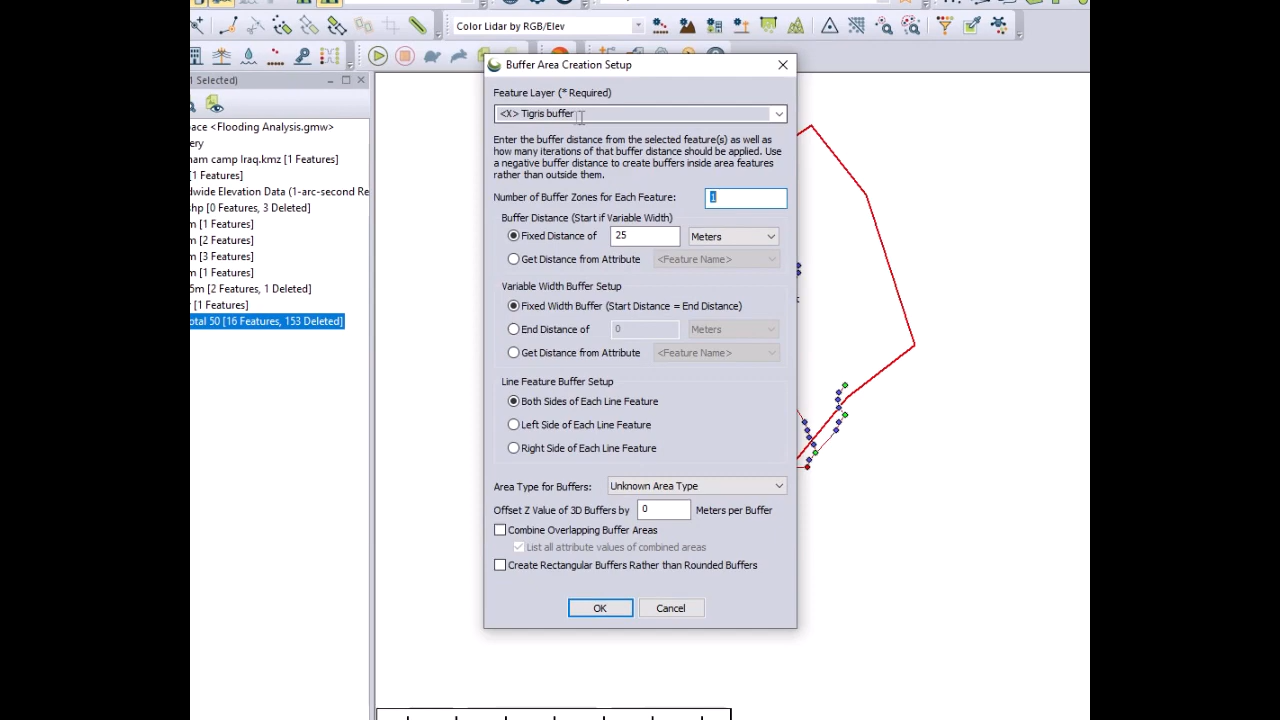 Color Lidar by RGB/Elev
1 Selected)
ace <Flooding Analysis.gmw>
ery
nam camp Iraq.kmz [1 Features]
[1 Features]
dwide Elevation Data (1-arc-second Re
shp [0 Features, 3 Deleted]
m [1 Features]
m [2 Features]
m [3 Features]
m [1 Features]
5m [2 Features, 1 Deleted]
r [1 Features]
otal 50 [16 Features, 153 Deleted]
Buffer Area Creation Setup
Feature Layer (* Required)
<X> Tigris buffer
Enter the buffer distance from the selected feature(s) as well as
how many iterations of that buffer distance should be applied. Use
a negative buffer distance to create buffers inside area features
rather than outside them.
Number of Buffer Zones for Each Feature: 1
Buffer Distance (Start if Variable Width)
Fixed Distance of 25 Meters
Get Distance from Attribute <Feature Name>
Variable Width Buffer Setup
Fixed Width Buffer (Start Distance = End Distance)
End Distance of 0 Meters
Get Distance from Attribute <Feature Name>
Line Feature Buffer Setup
Both Sides of Each Line Feature
Left Side of Each Line Feature
Right Side of Each Line Feature
Area Type for Buffers: Unknown Area Type
Offset Z Value of 3D Buffers by 0 Meters per Buffer
Combine Overlapping Buffer Areas
List all attribute values of combined areas
Create Rectangular Buffers Rather than Rounded Buffers
OK Cancel